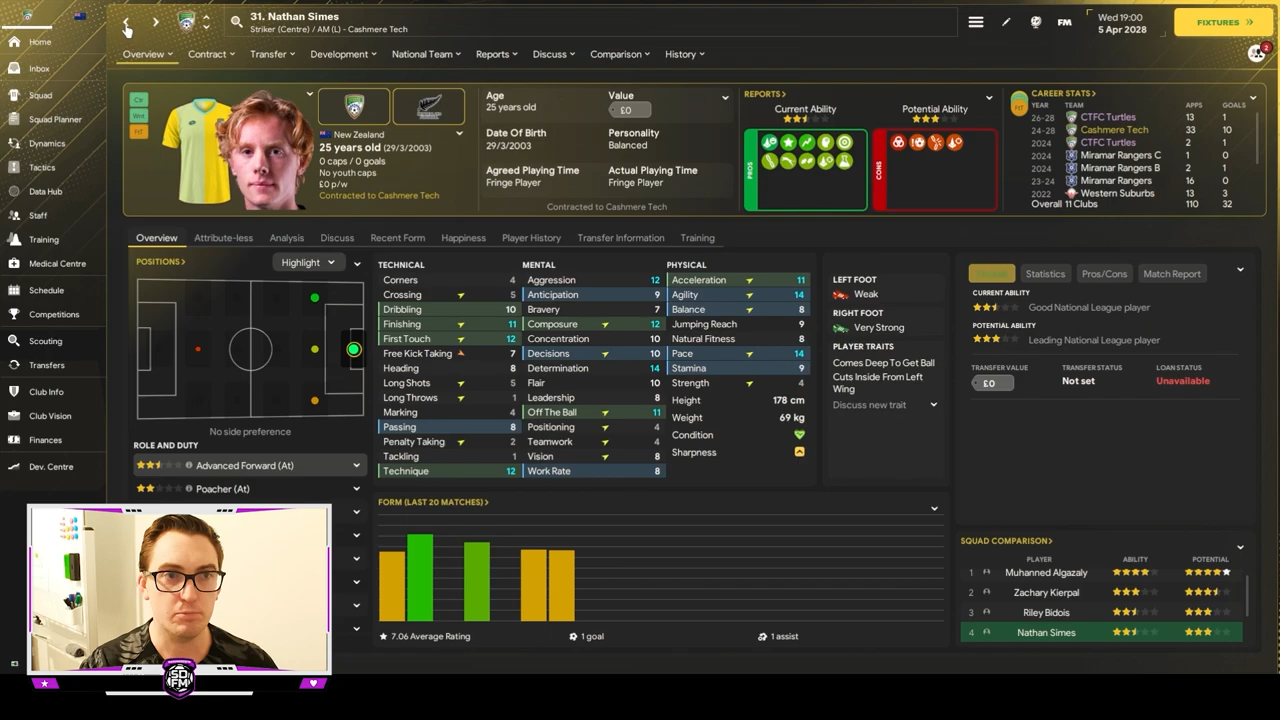 31. Nathan Simes
Striker (Centre) / AM (L) - Cashmere Tech
FM
Wed 19:00
5 Apr 2028
FIXTURES
2
Home
Inbox
Squad
Squad Planner
Dynamics
Tactics
Data Hub
Staff
Training
Medical Centre
Schedule
Competitions
Scouting
Transfers
Club Info
Club Vision
Finances
Dev. Centre
Overview Contract Transfer Development National Team Reports Discuss Comparison History
Ctr
Wnt
FrT
New Zealand
25 years old (29/3/2003)
0 caps / 0 goals
No youth caps
£0 p/w
Contracted to Cashmere Tech
Age
25 years old
Value
£0
Date Of Birth
29/3/2003
Personality
Balanced
Agreed Playing Time
Fringe Player
Actual Playing Time
Fringe Player
Contracted to Cashmere Tech
REPORTS
Current Ability
Potential Ability
PROS
CONS
CAREER STATS
YEAR TEAM APPS GOALS
26-28 CTFC Turtles 13 1
24-28 Cashmere Tech 33 10
2024 CTFC Turtles 2 1
2024 Miramar Rangers C 1 0
2024 Miramar Rangers B 2 1
23-24 Miramar Rangers 16 0
2022 Western Suburbs 13 3
Overall 11 Clubs 110 32
Overview Attribute-less Analysis Discuss Recent Form Happiness Player History Transfer Information Training
POSITIONS
Highlight
No side preference
ROLE AND DUTY
Advanced Forward (At)
Poacher (At)
TECHNICAL
Corners 4
Crossing 5
Dribbling 10
Finishing 11
First Touch 12
Free Kick Taking 7
Heading 8
Long Shots 5
Long Throws 1
Marking 4
Passing 8
Penalty Taking 2
Tackling 1
Technique 12
MENTAL
Aggression 12
Anticipation 9
Bravery 7
Composure 12
Concentration 10
Decisions 10
Determination 14
Flair 10
Leadership 8
Off The Ball 11
Positioning 4
Teamwork 4
Vision 8
Work Rate 8
PHYSICAL
Acceleration 11
Agility 14
Balance 8
Jumping Reach 9
Natural Fitness 8
Pace 14
Stamina 9
Strength 4
Height 178 cm
Weight 69 kg
Condition
Sharpness
LEFT FOOT
Weak
RIGHT FOOT
Very Strong
PLAYER TRAITS
Comes Deep To Get Ball
Cuts Inside From Left
Wing
Discuss new trait
Statistics Pros/Cons Match Report
CURRENT ABILITY
Good National League player
POTENTIAL ABILITY
Leading National League player
TRANSFER VALUE
£0
TRANSFER STATUS
Not set
LOAN STATUS
Unavailable
FORM (LAST 20 MATCHES)
7.06 Average Rating
1 goal
1 assist
SQUAD COMPARISON
PLAYER ABILITY POTENTIAL
1 Muhanned Algazaly
2 Zachary Kierpal
3 Riley Bidois
4 Nathan Simes
SD
FM